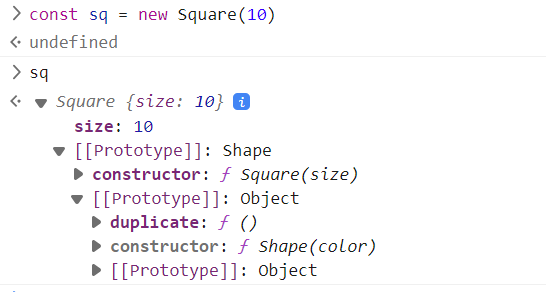 > const sq = new Square(10)
<· undefined
> sq
<· ▼ Square {size: 10} i
size: 10
▼ [[Prototype]]: Shape
▶ constructor: ƒ Square(size)
▼ [[Prototype]]: Object
▶ duplicate: ƒ ()
▶ constructor: ƒ Shape(color)
▶ [[Prototype]]: Object